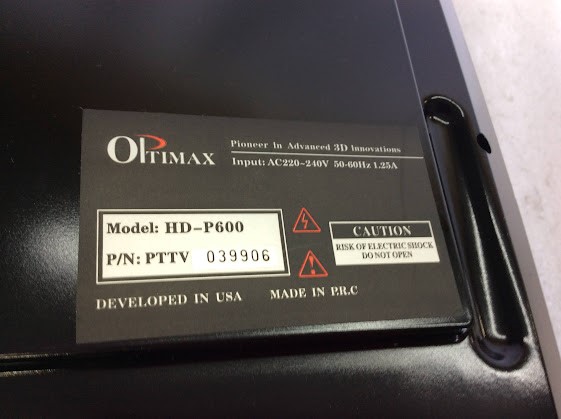 OPTIMAX
Pioneer in Advanced 3D Innovations
Input: AC220-240V 50-60Hz 1.25A
Model: HD-P600
P/N: PTTV 039906
CAUTION
RISK OF ELECTRIC SHOCK
DO NOT OPEN
DEVELOPED IN USA MADE IN P.R.C